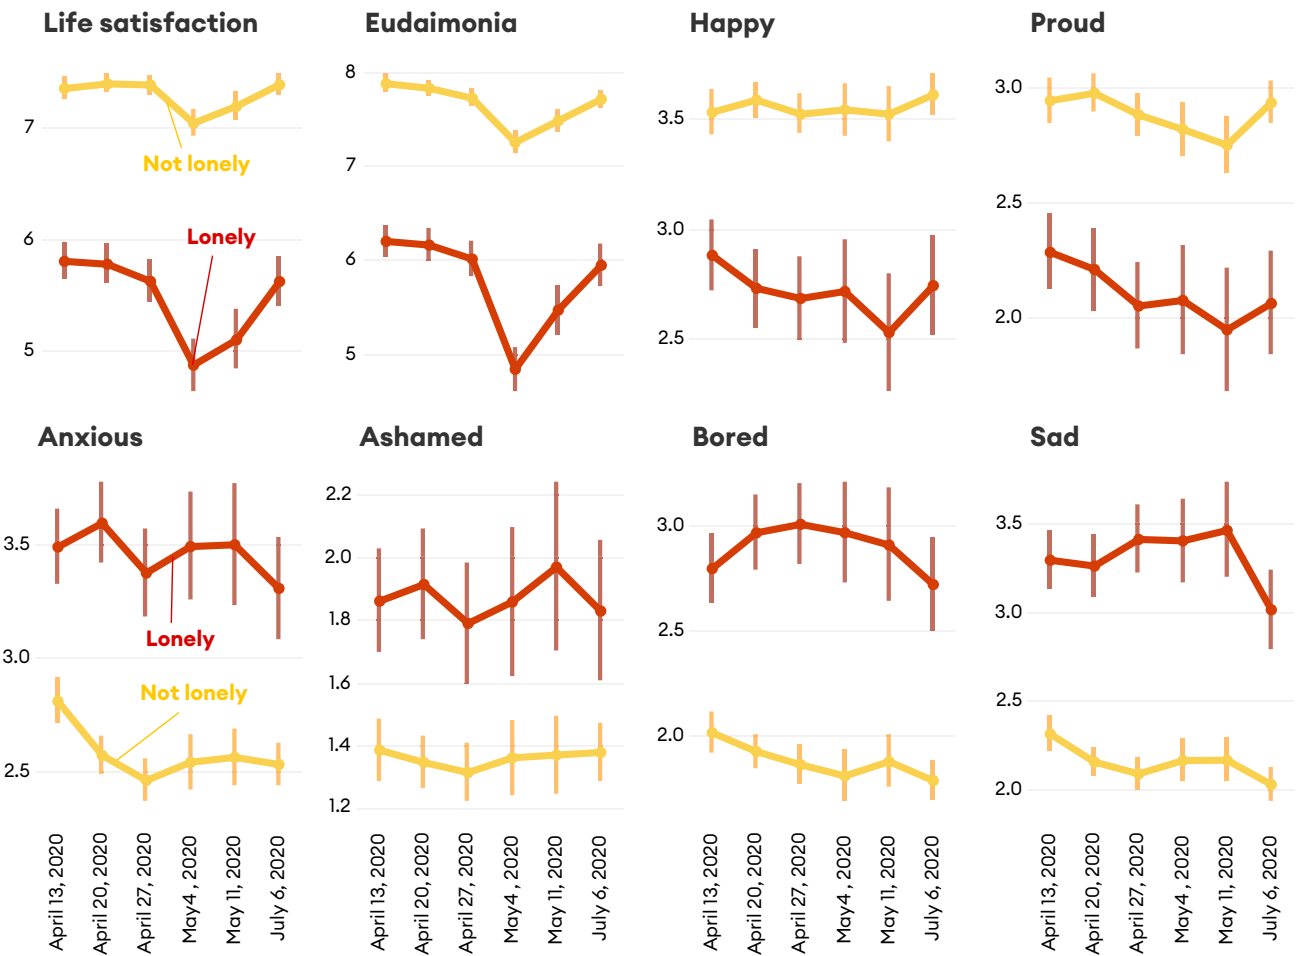 Life satisfaction
Eudaimonia
Happy
Proud
7
6
5
Not lonely
Lonely
8
7
6
5
3.5
3.0
2.5
3.0
2.5
2.0
Anxious
Ashamed
Bored
Sad
3.5
3.0
2.5
Lonely
Not lonely
2.2
2.0
1.8
1.6
1.4
1.2
3.0
2.5
2.0
3.5
3.0
2.5
2.0
April 13, 2020
April 20, 2020
April 27, 2020
May4 , 2020
May 11, 2020
July 6, 2020
April 13, 2020
April 20, 2020
April 27, 2020
May4 , 2020
May 11, 2020
July 6, 2020
April 13, 2020
April 20, 2020
April 27, 2020
May4 , 2020
May 11, 2020
July 6, 2020
April 13, 2020
April 20, 2020
April 27, 2020
May4 , 2020
May 11, 2020
July 6, 2020